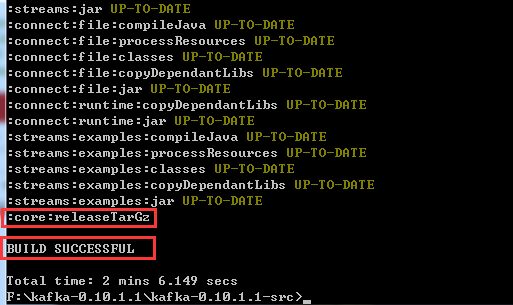 :streams:jar UP-TO-DATE
:connect:file:compileJava UP-TO-DATE
:connect:file:processResources UP-TO-DATE
:connect:file:classes UP-TO-DATE
:connect:file:copyDependantLibs UP-TO-DATE
:connect:file:jar UP-TO-DATE
:connect:runtime:copyDependantLibs UP-TO-DATE
:connect:runtime:jar UP-TO-DATE
:streams:examples:compileJava UP-TO-DATE
:streams:examples:processResources UP-TO-DATE
:streams:examples:classes UP-TO-DATE
:streams:examples:copyDependantLibs UP-TO-DATE
:streams:examples:jar UP-TO-DATE
:core:releaseTarGz
BUILD SUCCESSFUL
Total time: 2 mins 6.149 secs
F:\kafka-0.10.1.1\kafka-0.10.1.1-src>_